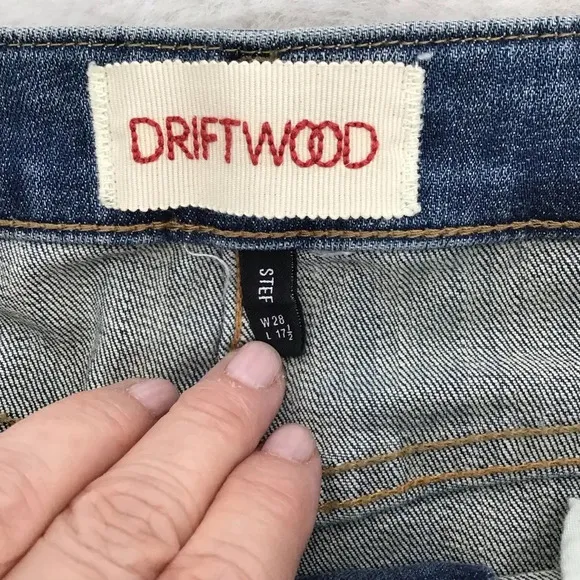 DRIFTWOOD
STEF
W 28
L 17½